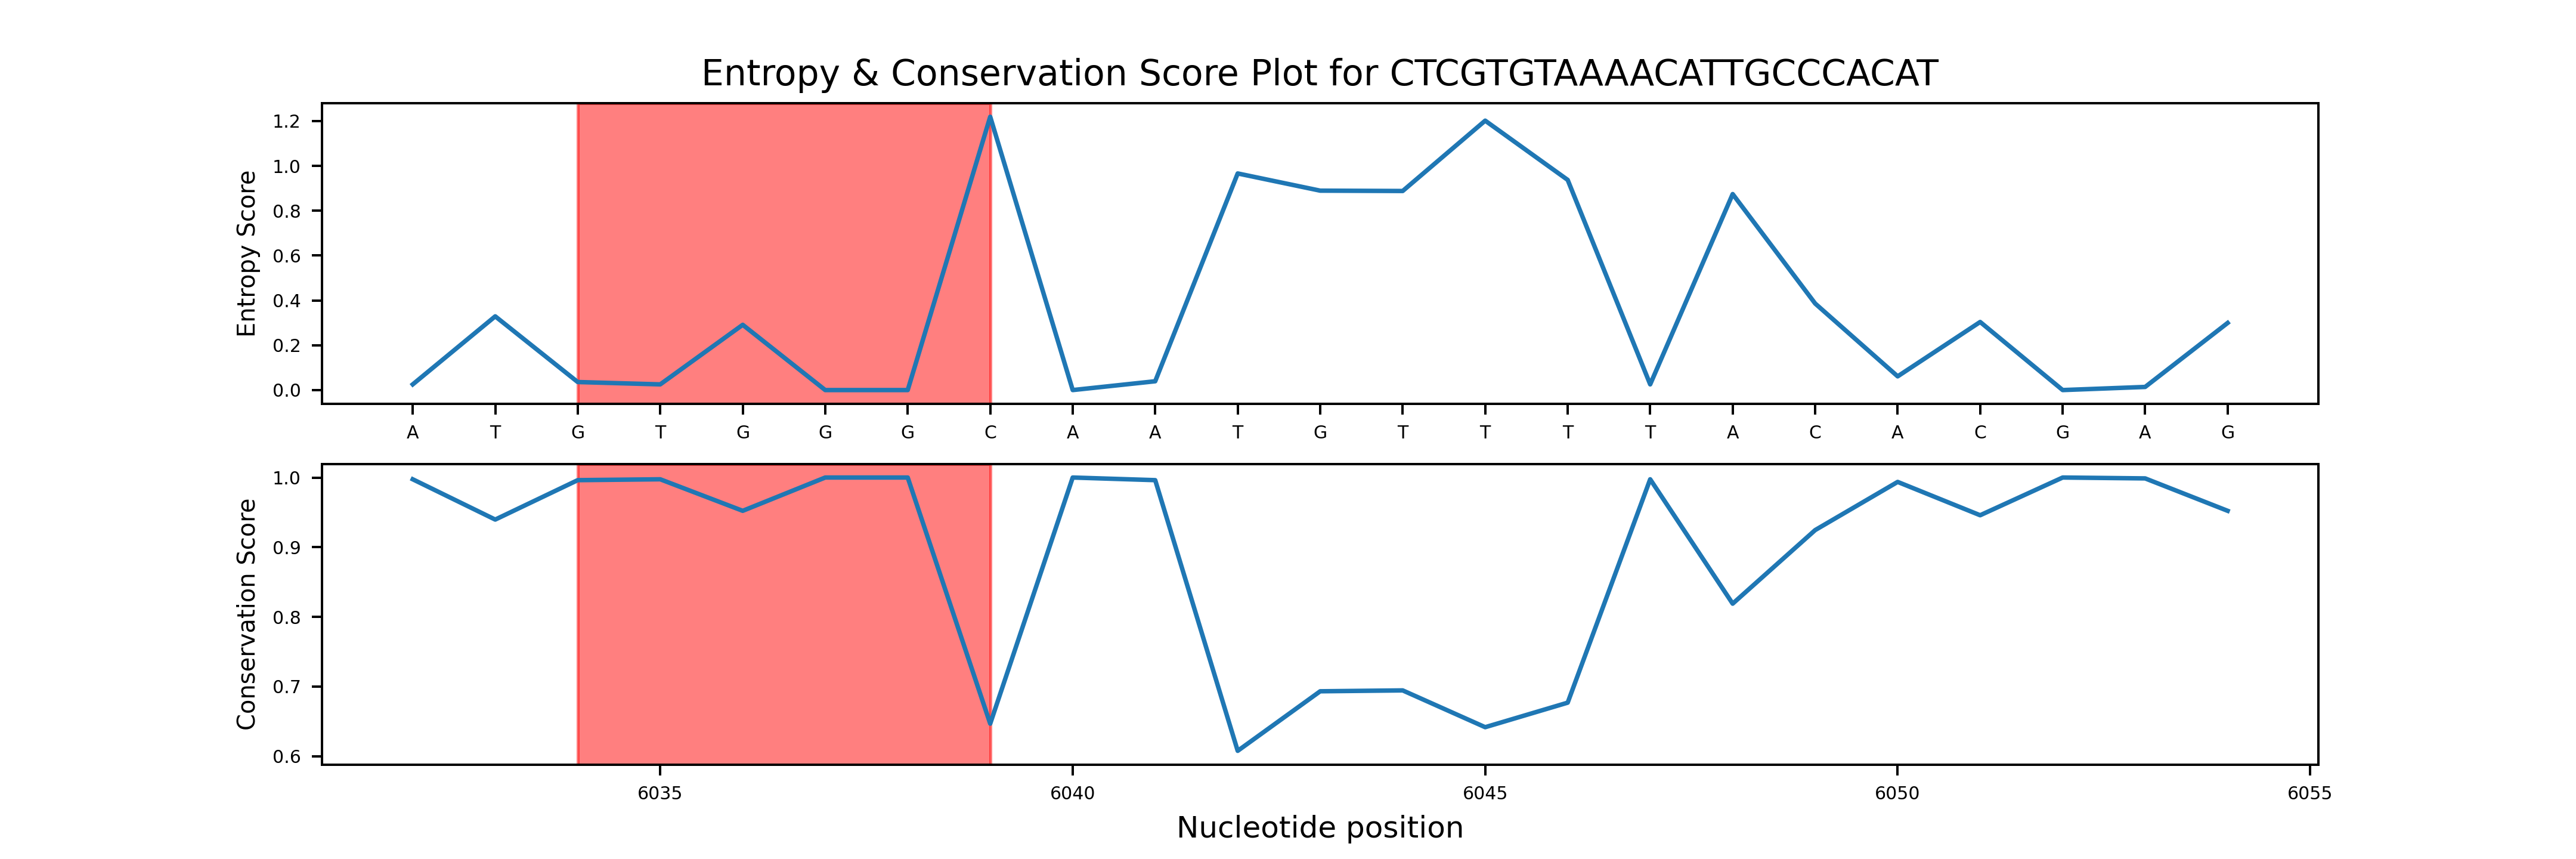 Entropy & Conservation Score Plot for CTCGTGTAAAACATTGCCCACAT
Entropy Score
1.2
1.0
0.8
0.6
0.4
0.2
0.0
A T G T G G G C A A T G T T T T A C A C G A G
Conservation Score
1.0
0.9
0.8
0.7
0.6
6035 6040 6045 6050 6055
Nucleotide position